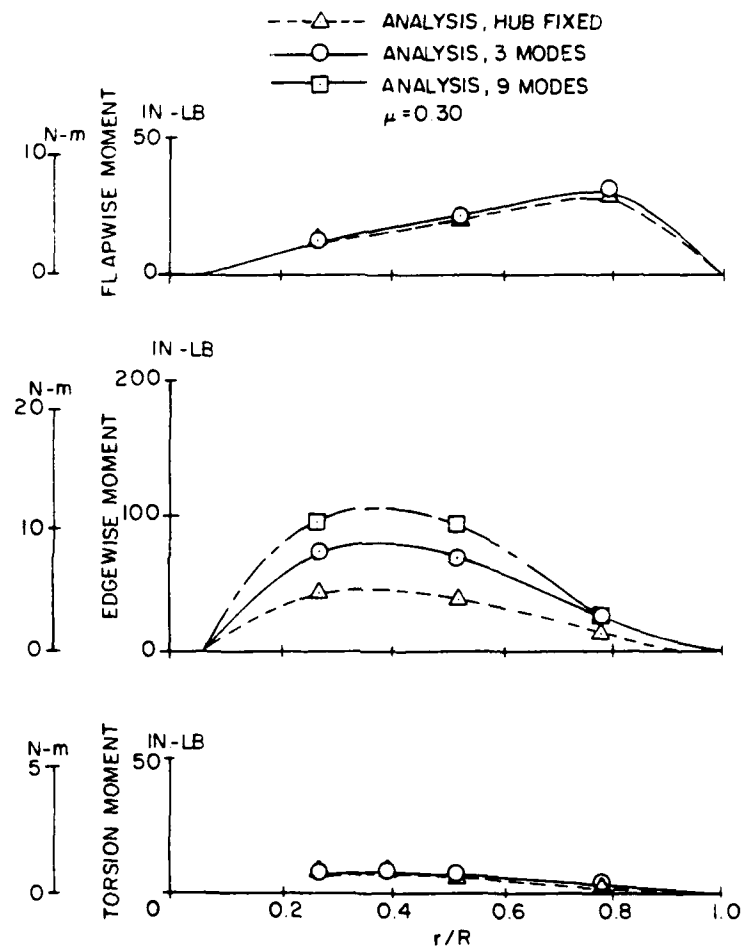 ANALYSIS, HUB FIXED
ANALYSIS, 3 MODES
ANALYSIS, 9 MODES
μ = 0.30
N-m
IN-LB
10
50
FLAPWISE MOMENT
0
0
IN-LB
N-m
200
20
EDGEWISE MOMENT
100
10
0
0
N-m
IN-LB
5
50
TORSION MOMENT
0
0
0.2
0.4
0.6
0.8
1.0
r/R